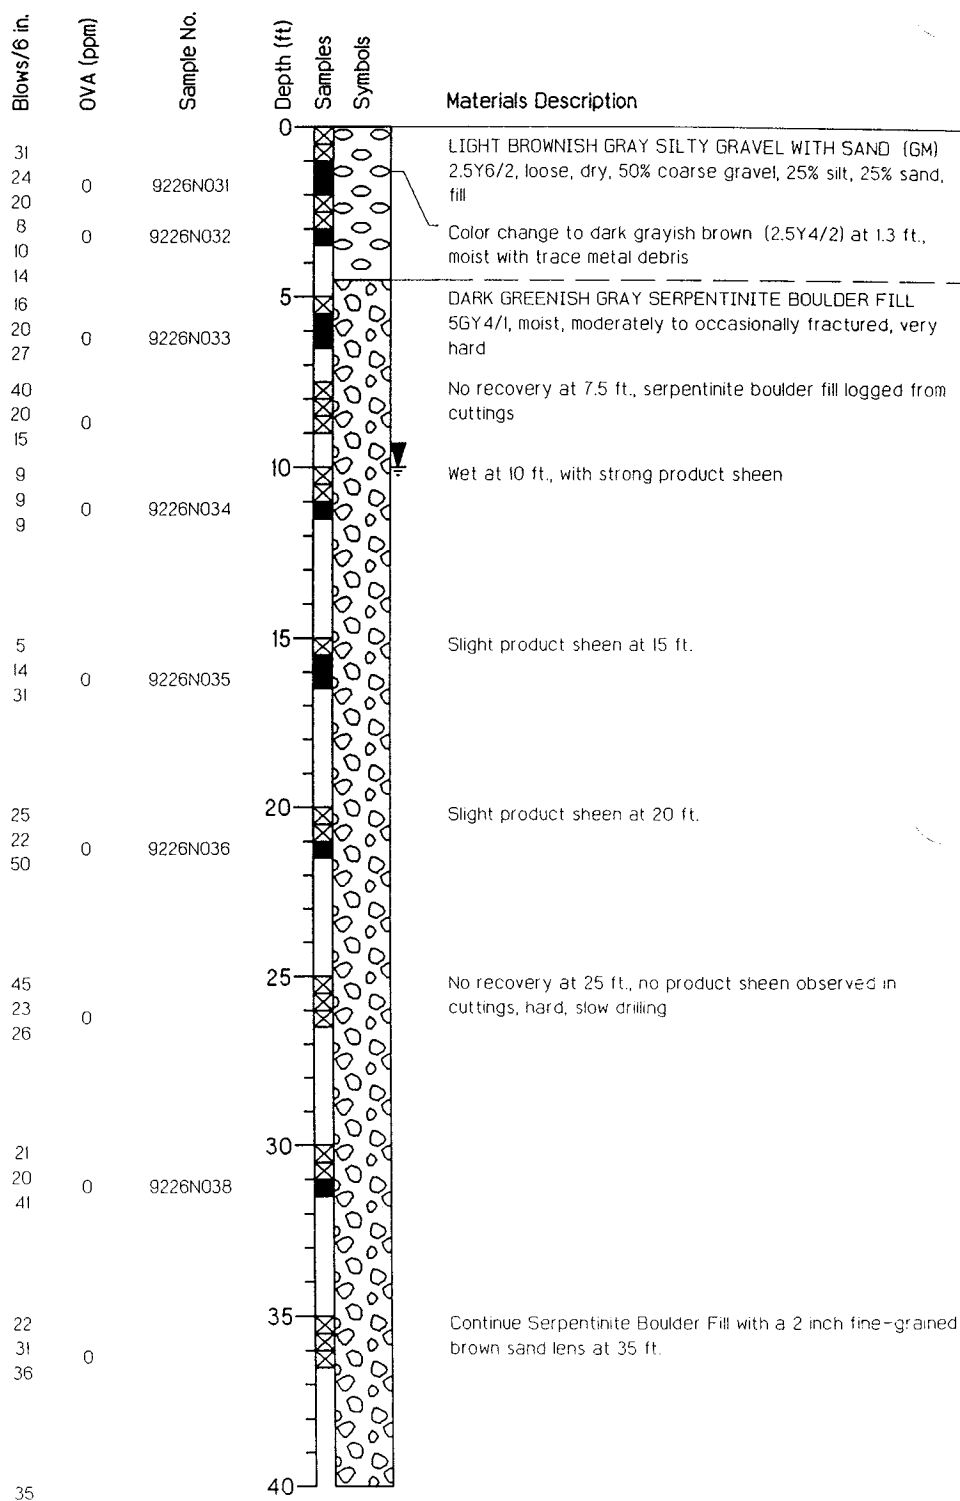 Blows/6 in.
OVA (ppm)
Sample No.
Depth (ft)
Samples
Symbols
Materials Description
0
LIGHT BROWNISH GRAY SILTY GRAVEL WITH SAND (GM)
31
24
2.5Y6/2, loose, dry, 50% coarse gravel, 25% silt, 25% sand,
0 9226N031
20
fill
8
0 9226N032
Color change to dark grayish brown (2.5Y4/2) at 1.3 ft.,
10
moist with trace metal debris
14
5
DARK GREENISH GRAY SERPENTINITE BOULDER FILL
16
20
5GY4/1, moist, moderately to occasionally fractured, very
0 9226N033
27
hard
40
No recovery at 7.5 ft., serpentinite boulder fill logged from
20
cuttings
0
15
10
9
Wet at 10 ft., with strong product sheen
9
0 9226N034
9
15
5
Slight product sheen at 15 ft.
14
0 9226N035
31
20
25
Slight product sheen at 20 ft.
22
0 9226N036
50
25
45
No recovery at 25 ft., no product sheen observed in
23
cuttings, hard, slow drilling
0
26
30
21
20
0 9226N038
41
35
22
Continue Serpentinite Boulder Fill with a 2 inch fine-grained
31
brown sand lens at 35 ft.
0
36
40
35